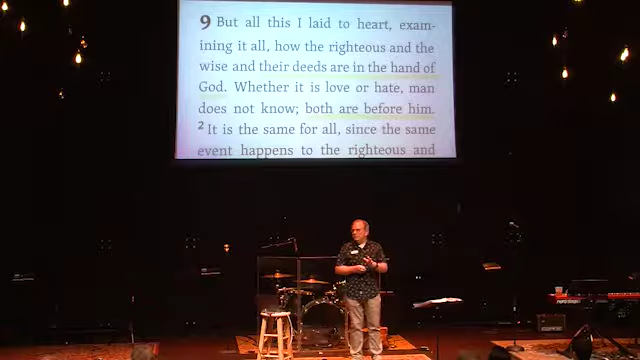 9 But all this I laid to heart, exam-
ining it all, how the righteous and the
wise and their deeds are in the hand of
God. Whether it is love or hate, man
does not know; both are before him.
2 It is the same for all, since the same
event happens to the righteous and